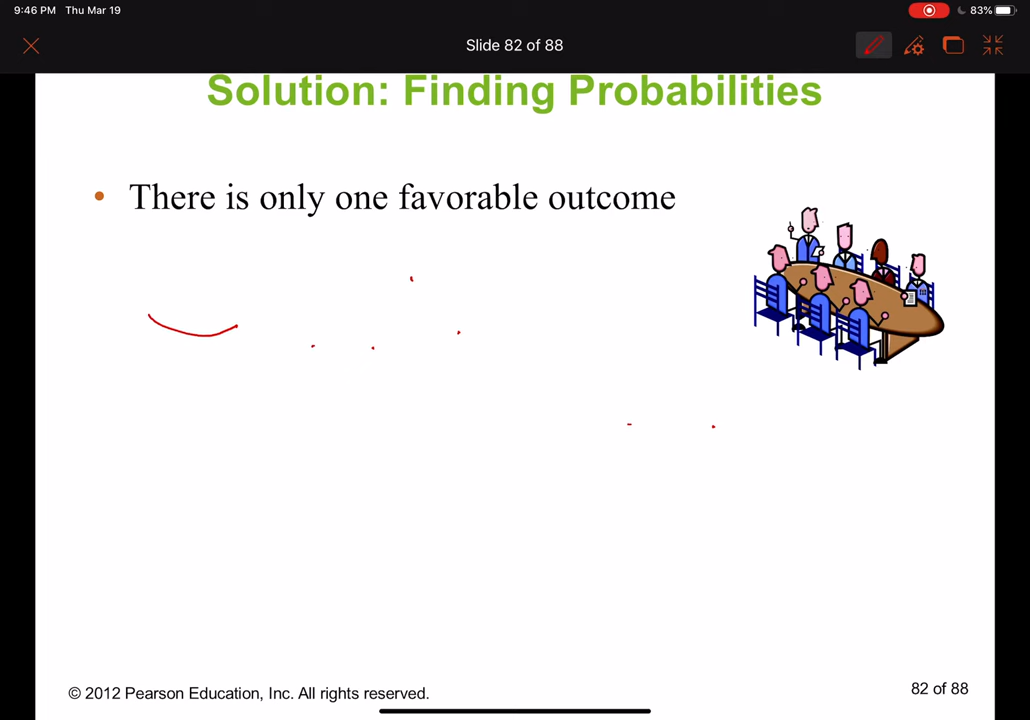 9:46 PM Thu Mar 19
83%
Slide 82 of 88
Solution: Finding Probabilities
• There is only one favorable outcome
© 2012 Pearson Education, Inc. All rights reserved.
82 of 88